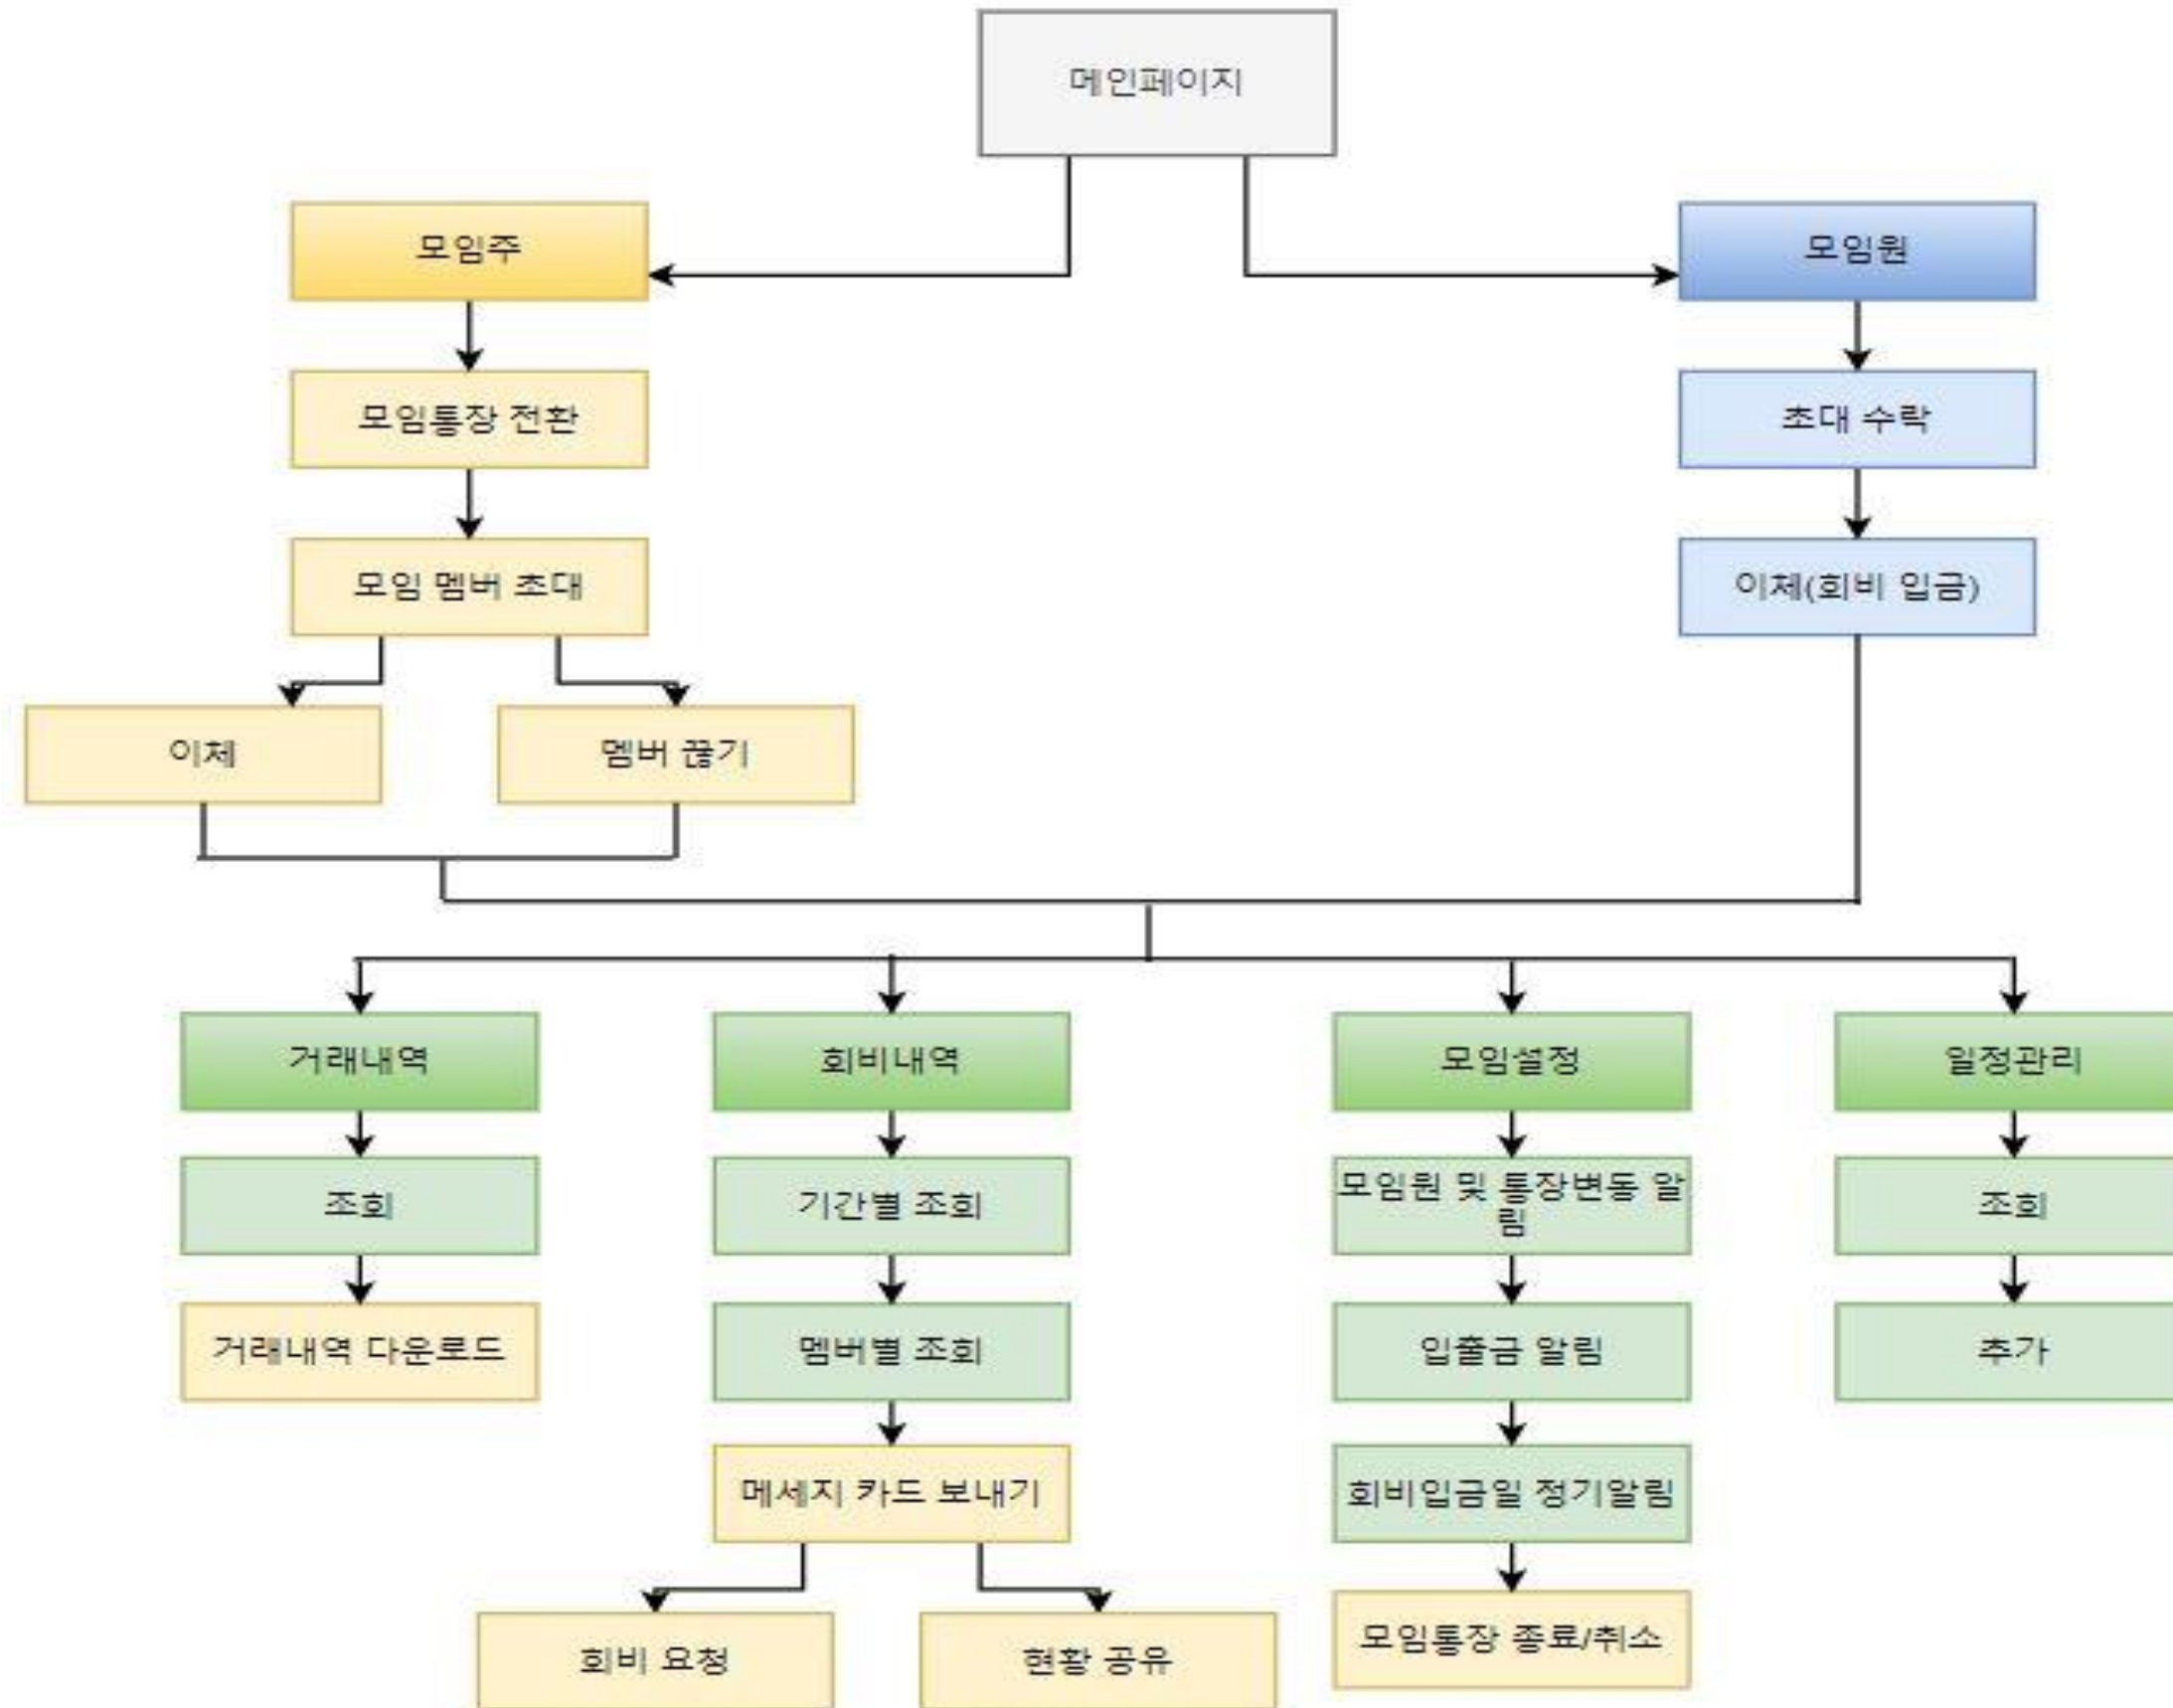 메인페이지
모임주
모임원
모임통장 전환
초대 수락
모임 멤버 초대
이체(회비 입금)
이체
멤버 끊기
거래내역
회비내역
모임설정
일정관리
조회
기간별 조회
모임원 및 통장변동 알
림
조회
거래내역 다운로드
멤버별 조회
입출금 알림
추가
메세지 카드 보내기
회비입금일 정기알림
회비 요청
현황 공유
모임통장 종료/취소